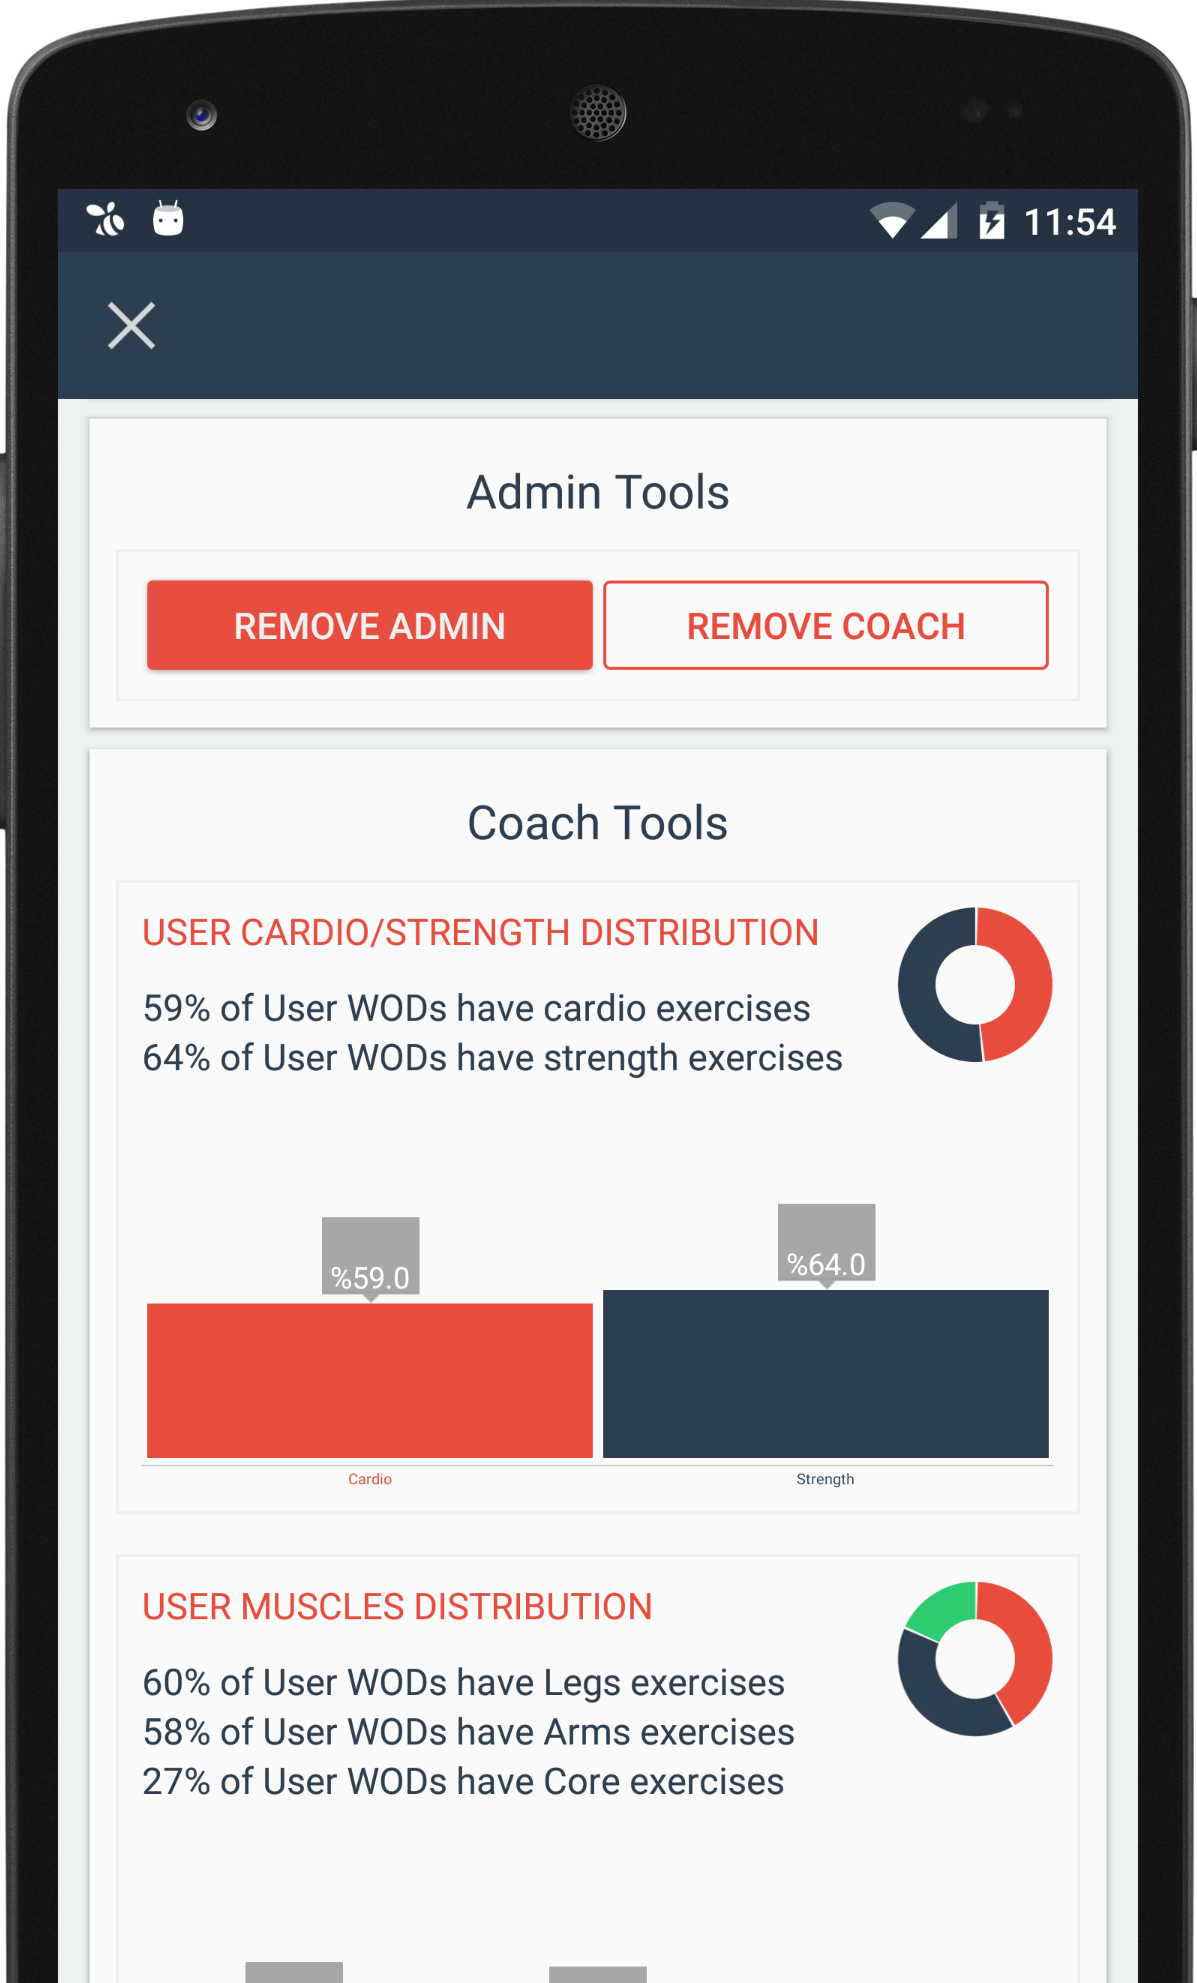 11:54
Admin Tools
REMOVE ADMIN
REMOVE COACH
Coach Tools
USER CARDIO/STRENGTH DISTRIBUTION
59% of User WODs have cardio exercises
64% of User WODs have strength exercises
%59.0
%64.0
Cardio
Strength
USER MUSCLES DISTRIBUTION
60% of User WODs have Legs exercises
58% of User WODs have Arms exercises
27% of User WODs have Core exercises